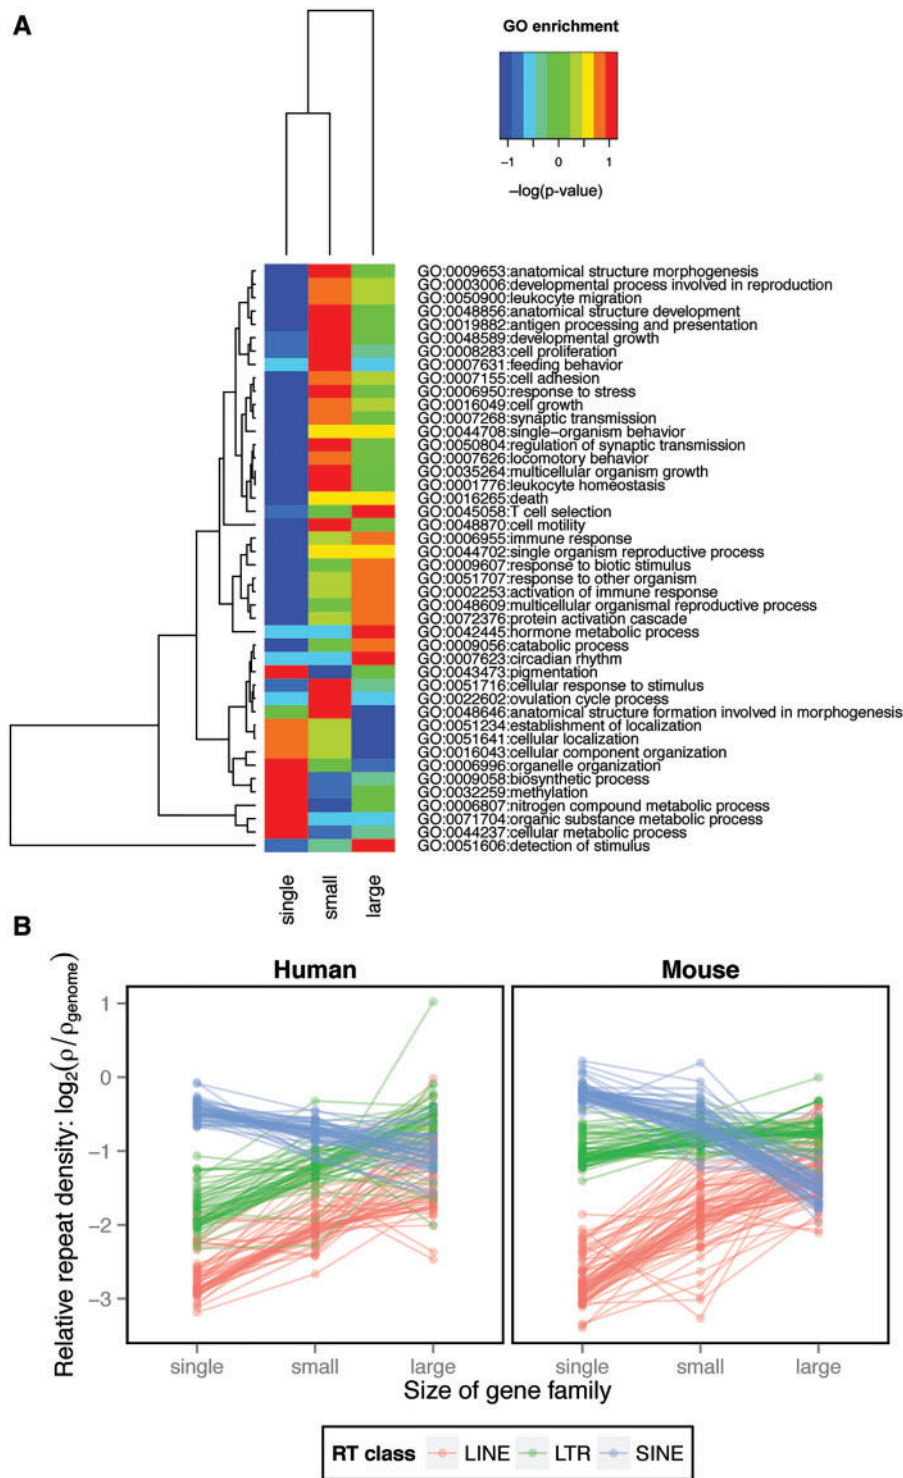 A
GO enrichment
−1 0 1
−log(p-value)
GO:0009653:anatomical structure morphogenesis
GO:0003006:developmental process involved in reproduction
GO:0050900:leukocyte migration
GO:0048856:anatomical structure development
GO:0019882:antigen processing and presentation
GO:0048589:developmental growth
GO:0008283:cell proliferation
GO:0007631:feeding behavior
GO:0007155:cell adhesion
GO:0006950:response to stress
GO:0016049:cell growth
GO:0007268:synaptic transmission
GO:0044708:single−organism behavior
GO:0050804:regulation of synaptic transmission
GO:0007626:locomotory behavior
GO:0035264:multicellular organism growth
GO:0001776:leukocyte homeostasis
GO:0016265:death
GO:0045058:T cell selection
GO:0048870:cell motility
GO:0006955:immune response
GO:0044702:single organism reproductive process
GO:0009607:response to biotic stimulus
GO:0051707:response to other organism
GO:0002253:activation of immune response
GO:0048609:multicellular organismal reproductive process
GO:0072376:protein activation cascade
GO:0042445:hormone metabolic process
GO:0009056:catabolic process
GO:0007623:circadian rhythm
GO:0043473:pigmentation
GO:0051716:cellular response to stimulus
GO:0022602:ovulation cycle process
GO:0048646:anatomical structure formation involved in morphogenesis
GO:0051234:establishment of localization
GO:0051641:cellular localization
GO:0016043:cellular component organization
GO:0006996:organelle organization
GO:0009058:biosynthetic process
GO:0032259:methylation
GO:0006807:nitrogen compound metabolic process
GO:0071704:organic substance metabolic process
GO:0044237:cellular metabolic process
GO:0051606:detection of stimulus
single small large
B
Human Mouse
Relative repeat density: log₂(ρ/ρgenome)
1
0
−1
−2
−3
single small large single small large
Size of gene family
RT class LINE LTR SINE